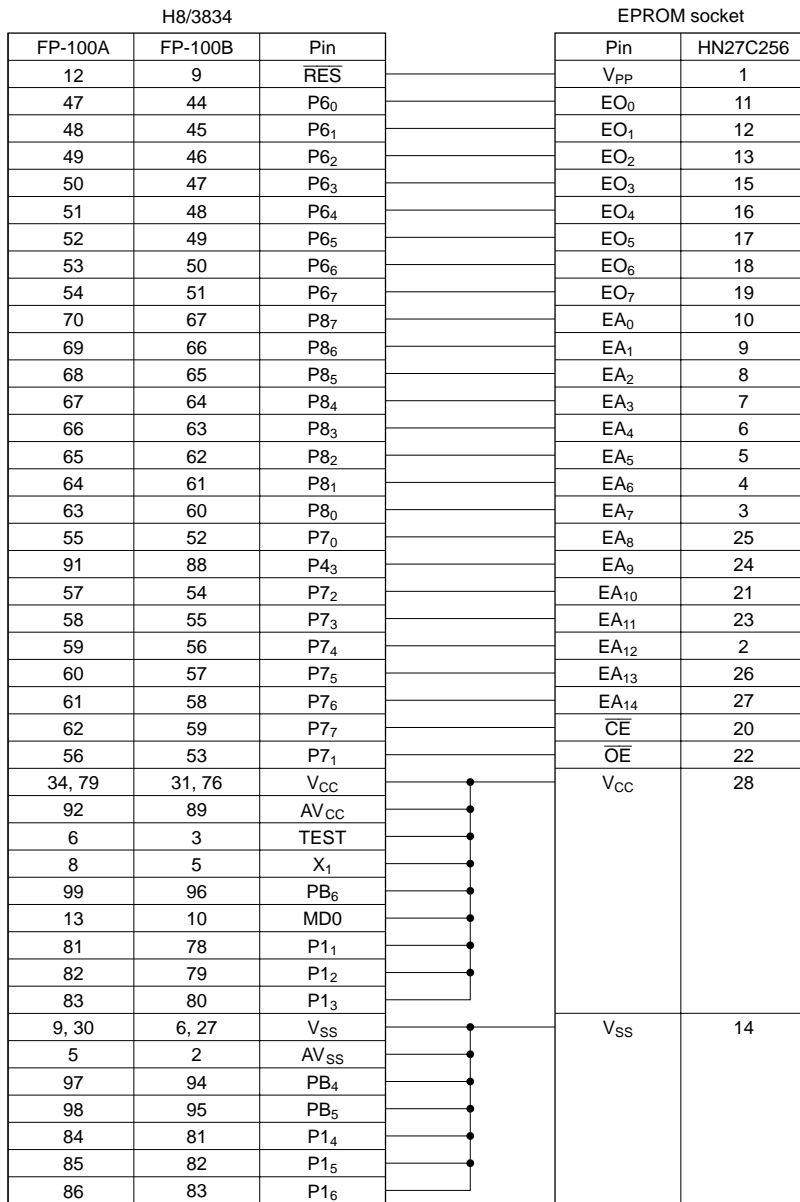 H8/3834 EPROM socket
FP-100A FP-100B Pin Pin HN27C256
12 9 R̅E̅S̅ VPP 1
47 44 P6₀ EO₀ 11
48 45 P6₁ EO₁ 12
49 46 P6₂ EO₂ 13
50 47 P6₃ EO₃ 15
51 48 P6₄ EO₄ 16
52 49 P6₅ EO₅ 17
53 50 P6₆ EO₆ 18
54 51 P6₇ EO₇ 19
70 67 P8₇ EA₀ 10
69 66 P8₆ EA₁ 9
68 65 P8₅ EA₂ 8
67 64 P8₄ EA₃ 7
66 63 P8₃ EA₄ 6
65 62 P8₂ EA₅ 5
64 61 P8₁ EA₆ 4
63 60 P8₀ EA₇ 3
55 52 P7₀ EA₈ 25
91 88 P4₃ EA₉ 24
57 54 P7₂ EA₁₀ 21
58 55 P7₃ EA₁₁ 23
59 56 P7₄ EA₁₂ 2
60 57 P7₅ EA₁₃ 26
61 58 P7₆ EA₁₄ 27
62 59 P7₇ C̅E̅ 20
56 53 P7₁ O̅E̅ 22
34, 79 31, 76 VCC VCC 28
92 89 AVCC
6 3 TEST
8 5 X₁
99 96 PB₆
13 10 MD0
81 78 P1₁
82 79 P1₂
83 80 P1₃
9, 30 6, 27 VSS VSS 14
5 2 AVSS
97 94 PB₄
98 95 PB₅
84 81 P1₄
85 82 P1₅
86 83 P1₆